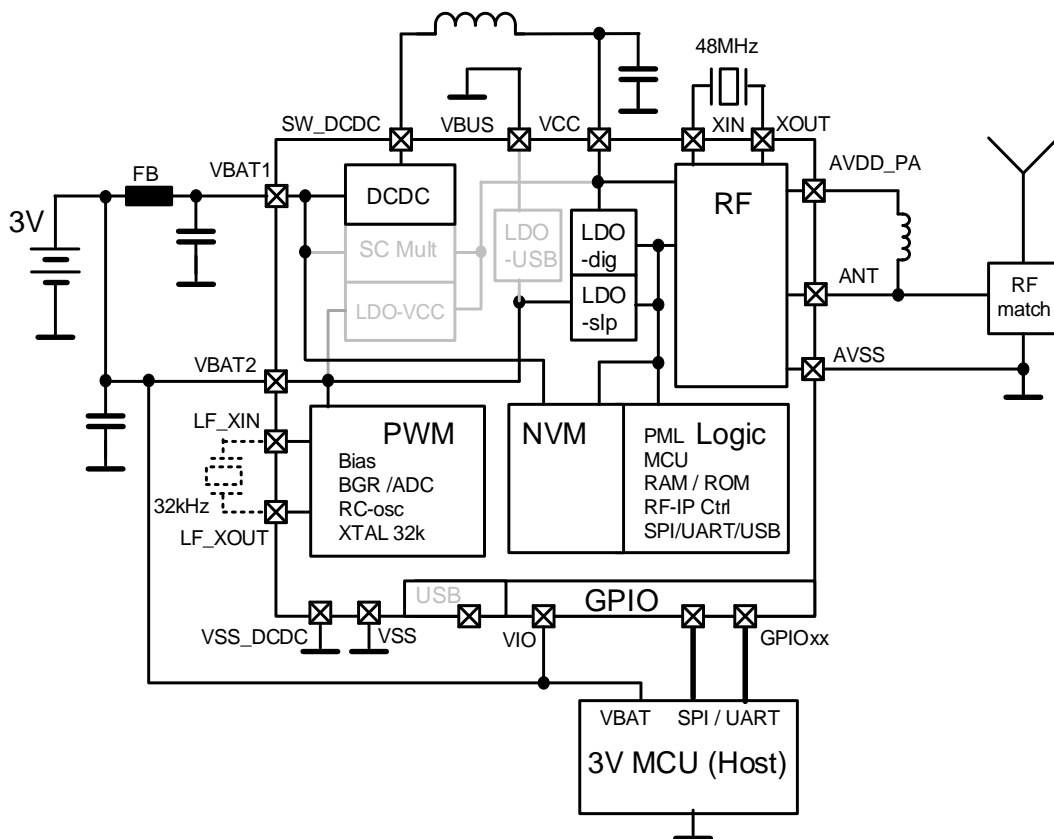 48MHz
SW_DCDC
VBUS
VCC
XIN
XOUT
FB
VBAT1
AVDD_PA
3V
DCDC
RF
LDO
-USB
LDO
-dig
SC Mult
LDO
-slp
LDO-VCC
ANT
RF
match
VBAT2
AVSS
LF_XIN
PWM
NVM
Logic
Bias
BGR /ADC
RC-osc
XTAL 32k
PML
MCU
RAM / ROM
RF-IP Ctrl
SPI/UART/USB
32kHz
LF_XOUT
USB
GPIO
VSS_DCDC
VSS
VIO
GPIOxx
VBAT
SPI / UART
3V MCU (Host)